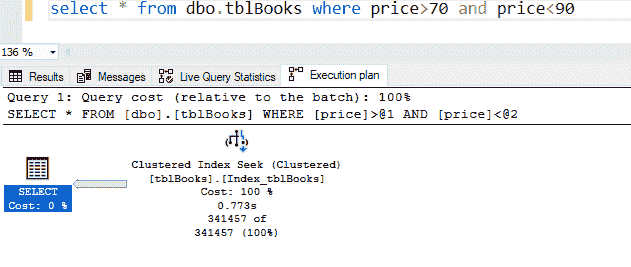 select * from dbo.tblBooks where price>70 and price<90
136 %
Results Messages Live Query Statistics Execution plan
Query 1: Query cost (relative to the batch): 100%
SELECT * FROM [dbo].[tblBooks] WHERE [price]>@1 AND [price]<@2
SELECT
Cost: 0 %
Clustered Index Seek (Clustered)
[tblBooks].[Index_tblBooks]
Cost: 100 %
0.773s
341457 of
341457 (100%)